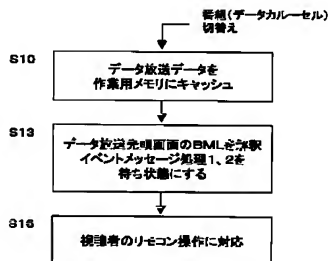 番組(データカルーセル)
切替え
S10
データ放送データを
作業用メモリにキャッシュ
S13
データ放送先頭画面のBMLを解釈
イベントメッセージ処理1、2を
待ち状態にする
S15
視聴者のリモコン操作に対応